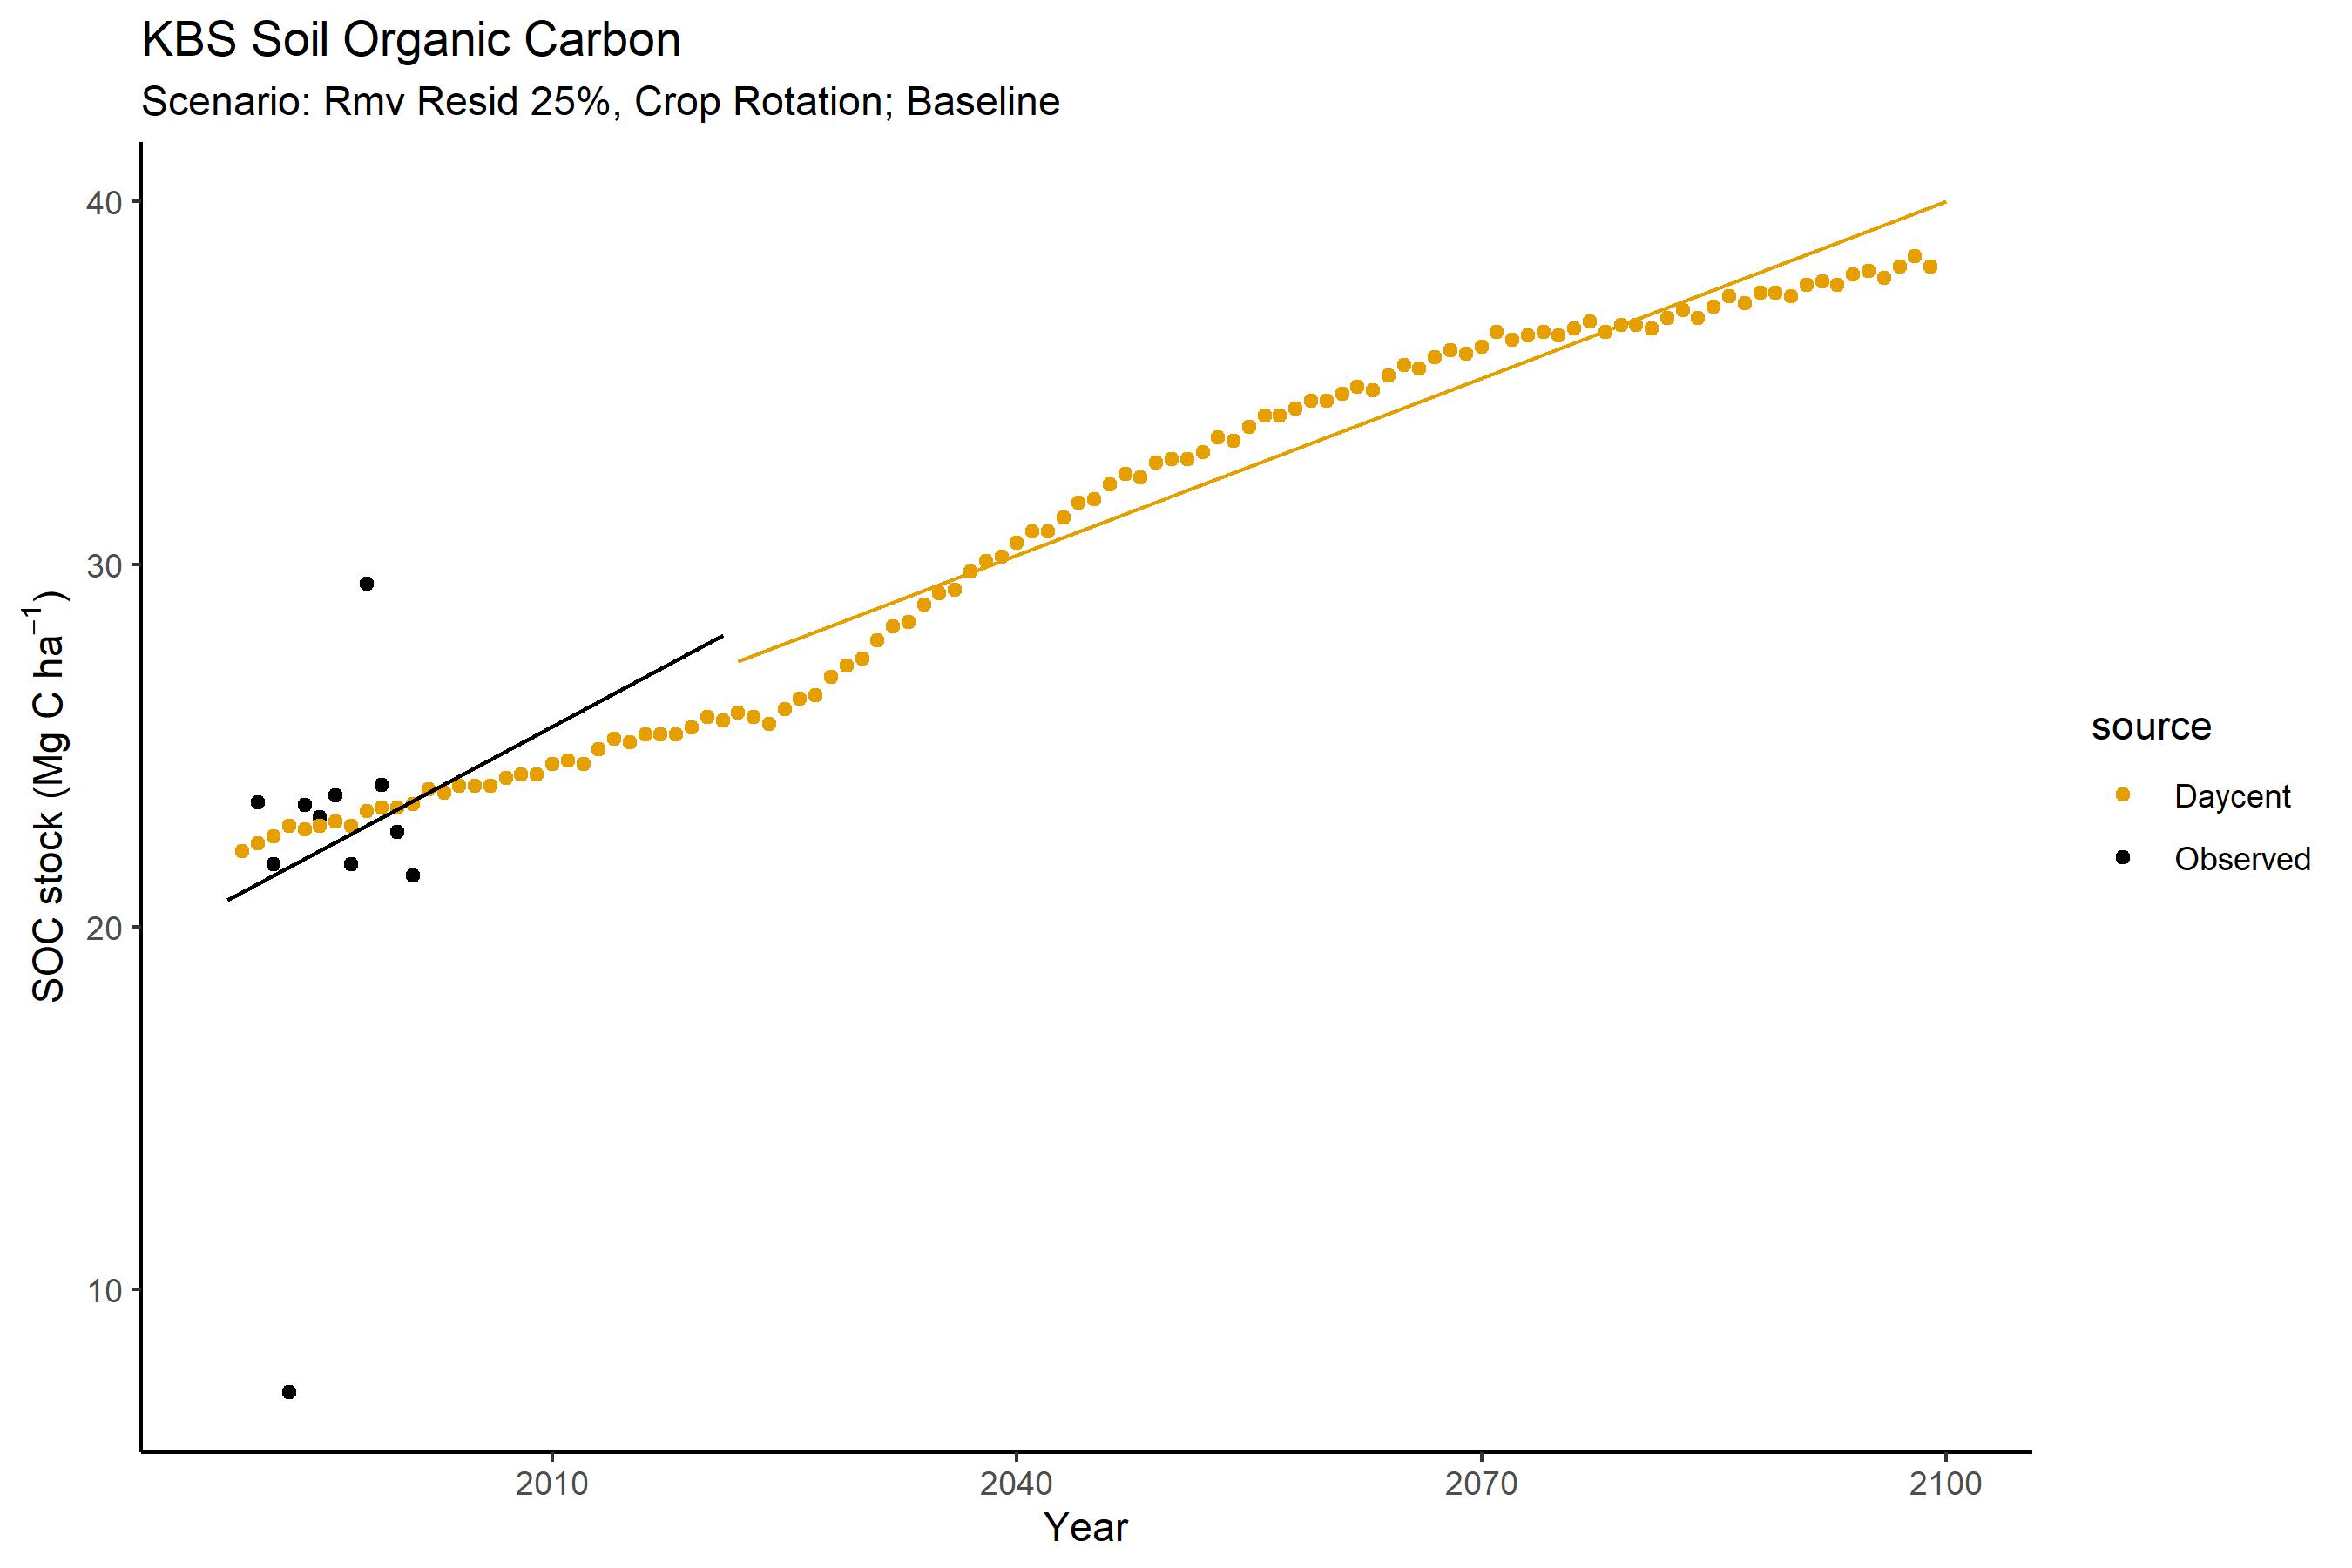 KBS Soil Organic Carbon
Scenario: Rmv Resid 25%, Crop Rotation; Baseline
SOC stock (Mg C ha⁻¹)
40
30
20
10
2010 2040 2070 2100
Year
source
Daycent
Observed